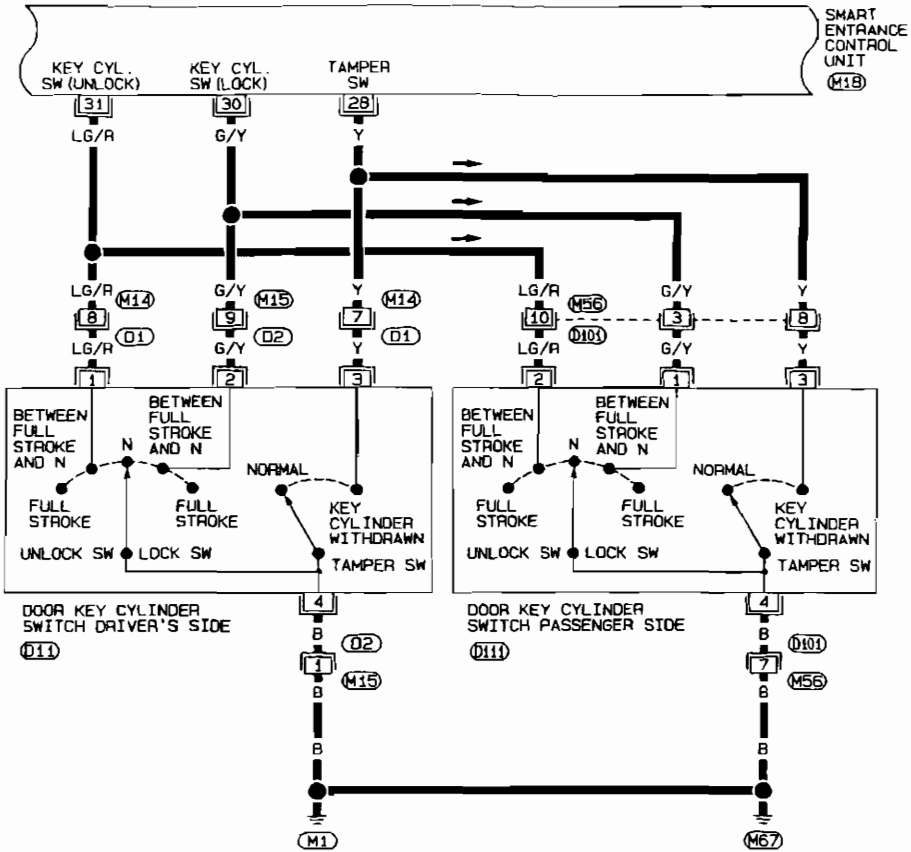 SMART
ENTRANCE
CONTROL
UNIT
M18
KEY CYL.
SW (UNLOCK)
KEY CYL.
SW (LOCK)
TAMPER
SW
31
30
28
LG/R
G/Y
Y
LG/R
M14
G/Y
M15
Y
M14
LG/R
M56
G/Y
Y
8
9
7
10
3
8
LG/R
D1
G/Y
D2
Y
D1
LG/R
D101
G/Y
Y
1
2
3
2
1
3
BETWEEN
FULL
STROKE
AND N
N
BETWEEN
FULL
STROKE
AND N
NORMAL
FULL
STROKE
FULL
STROKE
KEY
CYLINDER
WITHDRAWN
UNLOCK SW
LOCK SW
TAMPER SW
BETWEEN
FULL
STROKE
AND N
N
BETWEEN
FULL
STROKE
AND N
NORMAL
FULL
STROKE
FULL
STROKE
KEY
CYLINDER
WITHDRAWN
UNLOCK SW
LOCK SW
TAMPER SW
4
4
DOOR KEY CYLINDER
SWITCH DRIVER'S SIDE
D11
DOOR KEY CYLINDER
SWITCH PASSENGER SIDE
D111
B
D2
1
M15
B
B
B
D101
7
M56
B
B
M1
M67